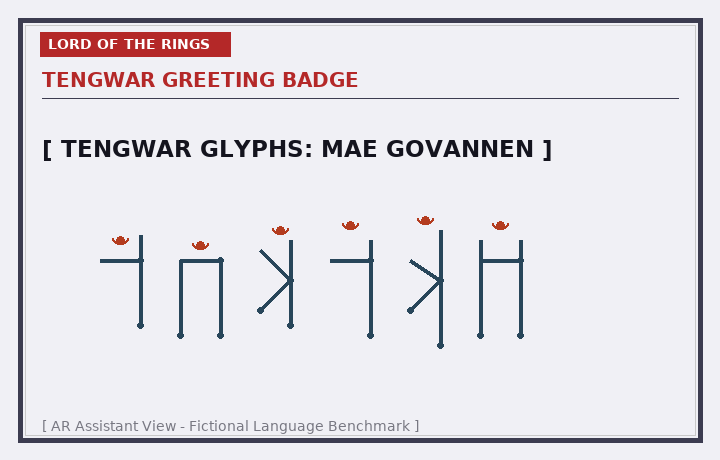 LORD OF THE RINGS
TENGWAR GREETING BADGE
[ TENGWAR GLYPHS: MAE GOVANNEN ]
[ AR Assistant View - Fictional Language Benchmark ]